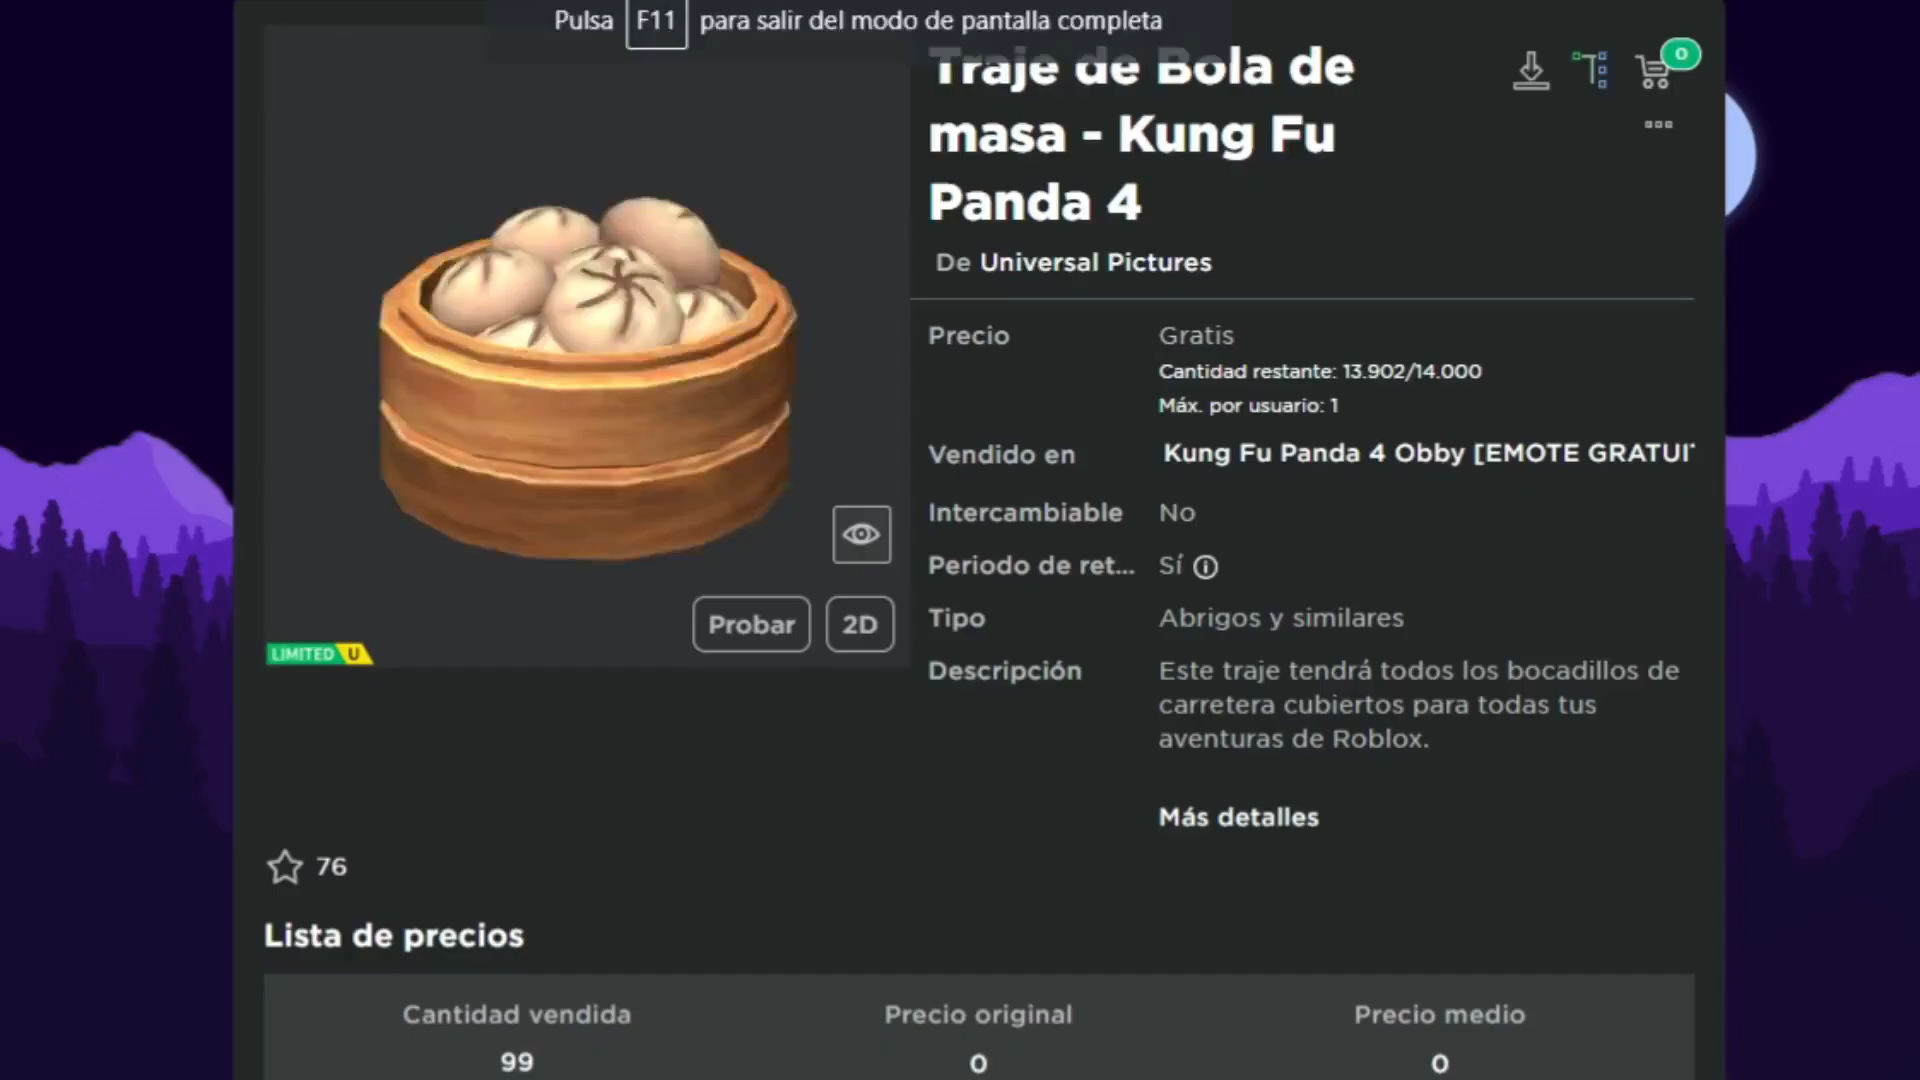 Pulsa F11 para salir del modo de pantalla completa
Traje de Bola de
masa - Kung Fu
Panda 4
0
De Universal Pictures
Precio Gratis
Cantidad restante: 13.902/14.000
Máx. por usuario: 1
Vendido en Kung Fu Panda 4 Obby [EMOTE GRATUI
Intercambiable No
Periodo de ret... Sí
Tipo Abrigos y similares
Descripción Este traje tendrá todos los bocadillos de
carretera cubiertos para todas tus
aventuras de Roblox.
Más detalles
Probar 2D
LIMITED U
76
Lista de precios
Cantidad vendida Precio original Precio medio
99 0 0